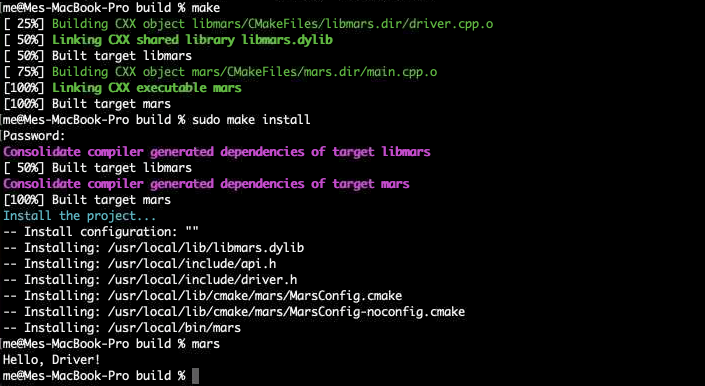 me@Mes-MacBook-Pro build % make
[ 25%] Building CXX object libmars/CMakeFiles/libmars.dir/driver.cpp.o
[ 50%] Linking CXX shared library libmars.dylib
[ 50%] Built target libmars
[ 75%] Building CXX object mars/CMakeFiles/mars.dir/main.cpp.o
[100%] Linking CXX executable mars
[100%] Built target mars
me@Mes-MacBook-Pro build % sudo make install
Password:
Consolidate compiler generated dependencies of target libmars
[ 50%] Built target libmars
Consolidate compiler generated dependencies of target mars
[100%] Built target mars
Install the project...
-- Install configuration: ""
-- Installing: /usr/local/lib/libmars.dylib
-- Installing: /usr/local/include/api.h
-- Installing: /usr/local/include/driver.h
-- Installing: /usr/local/lib/cmake/mars/MarsConfig.cmake
-- Installing: /usr/local/lib/cmake/mars/MarsConfig-noconfig.cmake
-- Installing: /usr/local/bin/mars
me@Mes-MacBook-Pro build % mars
Hello, Driver!
me@Mes-MacBook-Pro build %